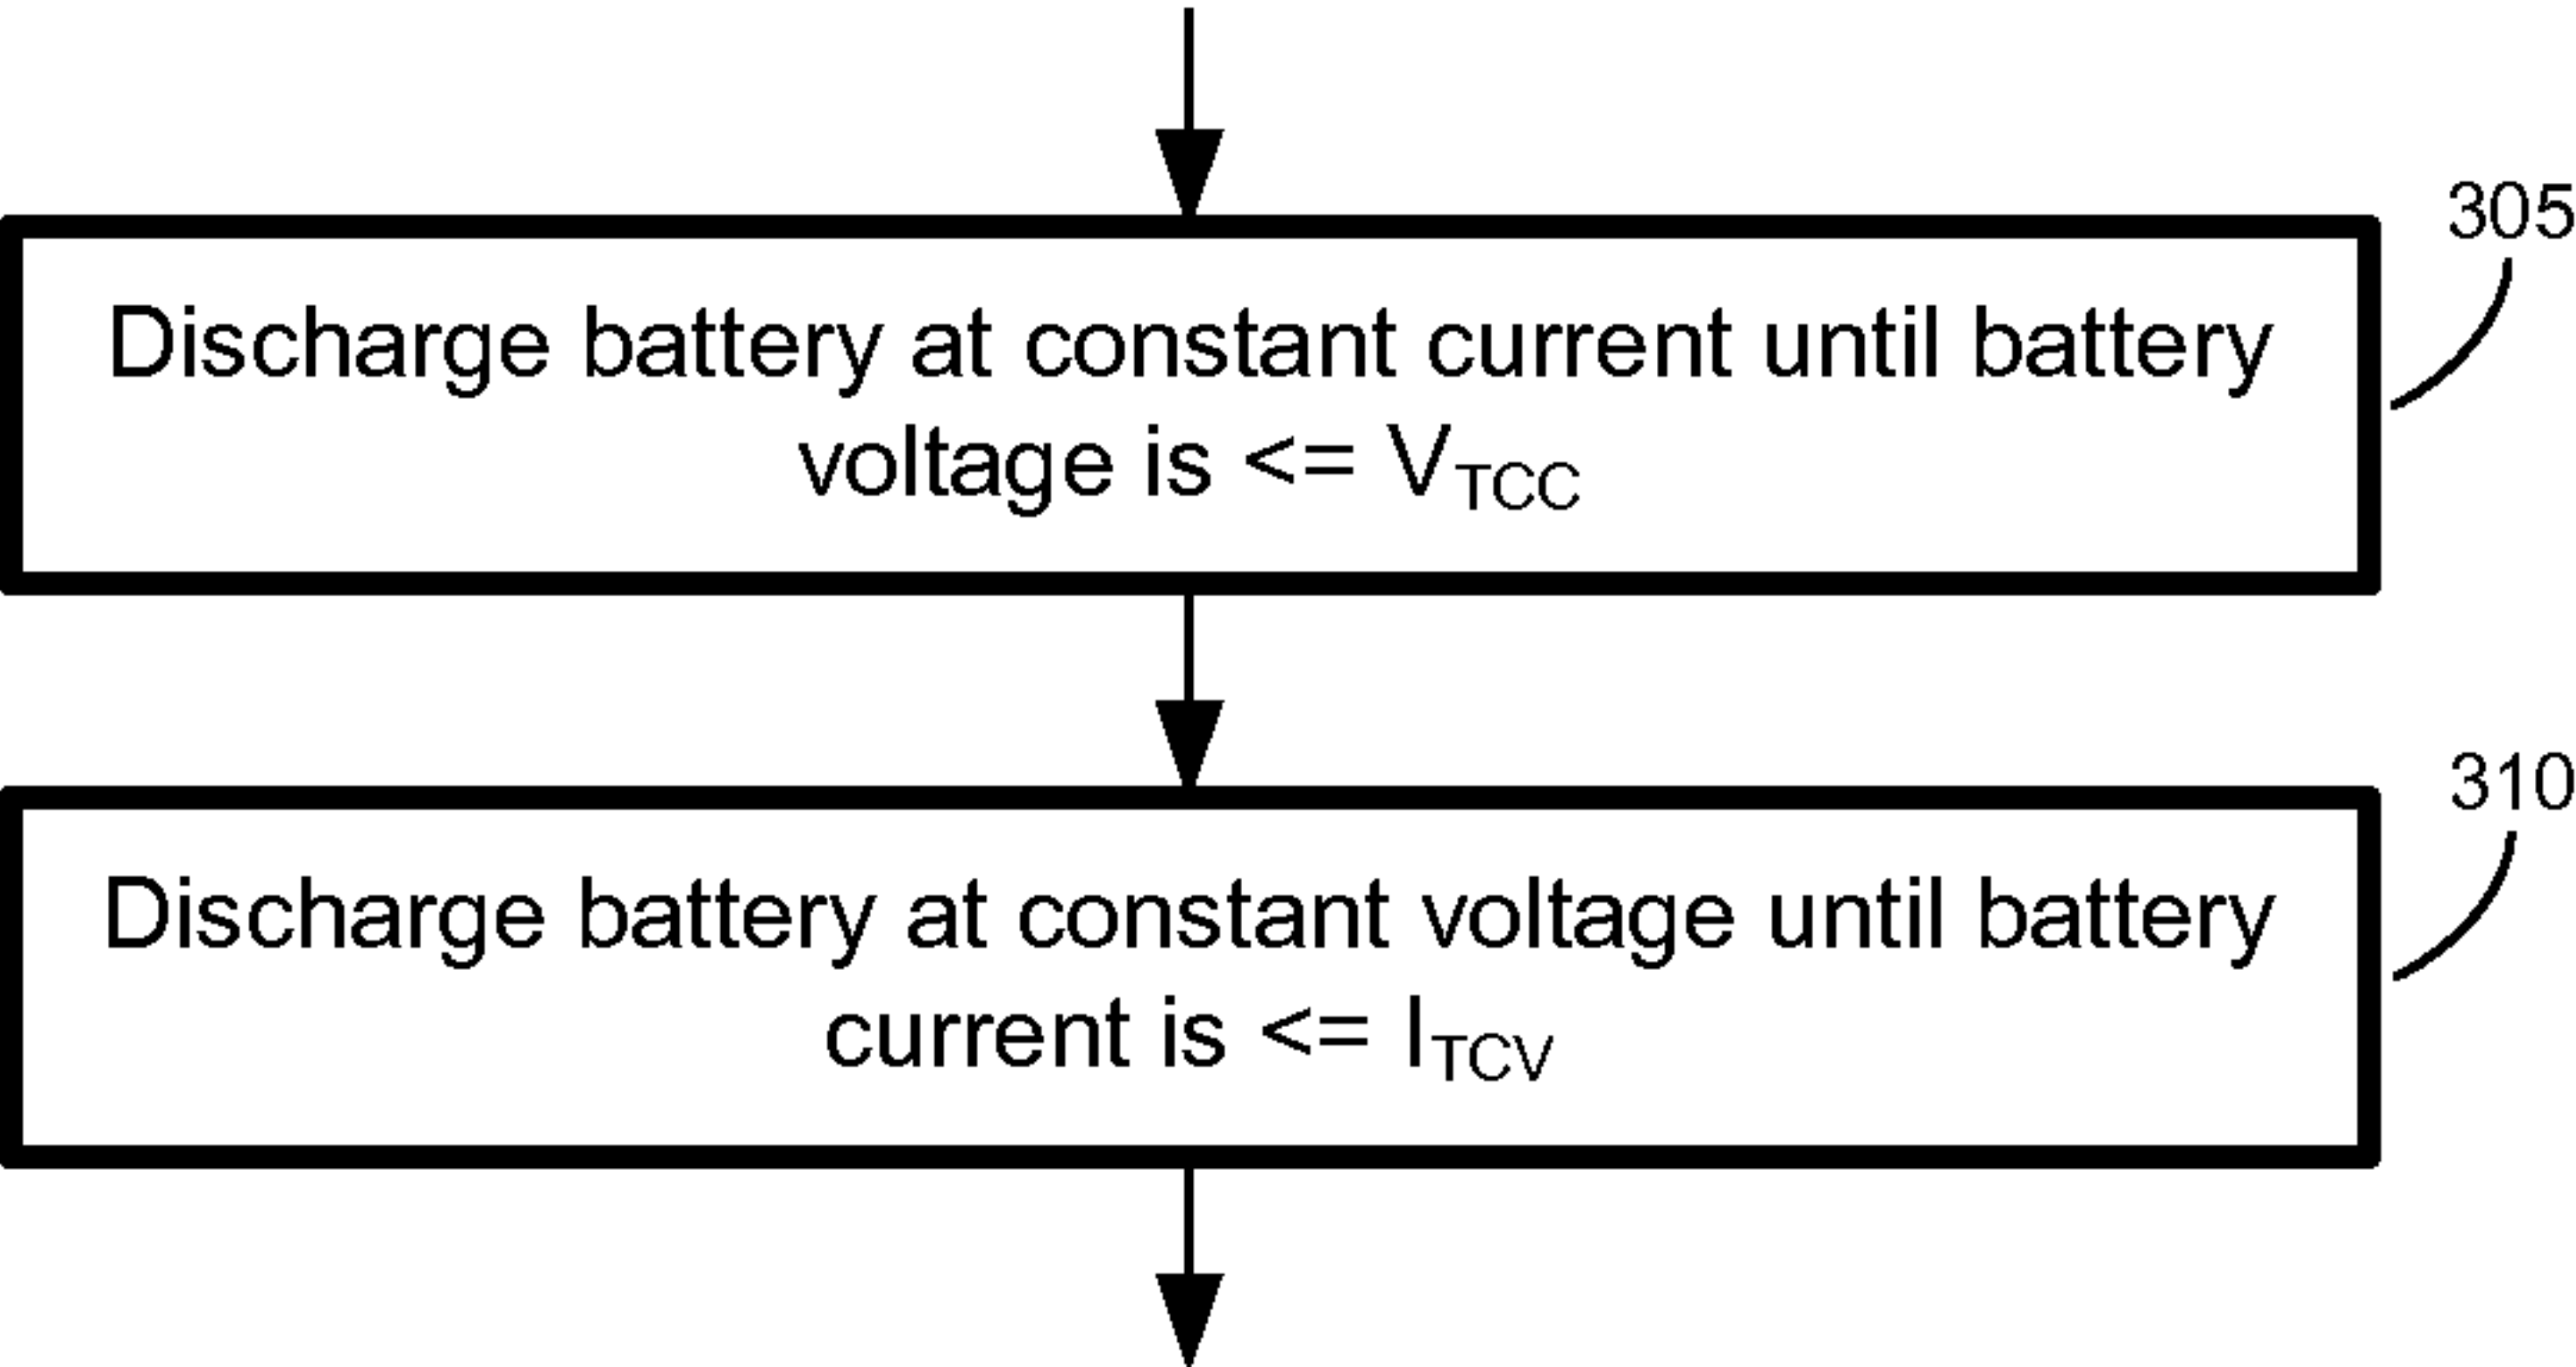 305
Discharge battery at constant current until battery
voltage is <= VTCC
310
Discharge battery at constant voltage until battery
current is <= ITCV